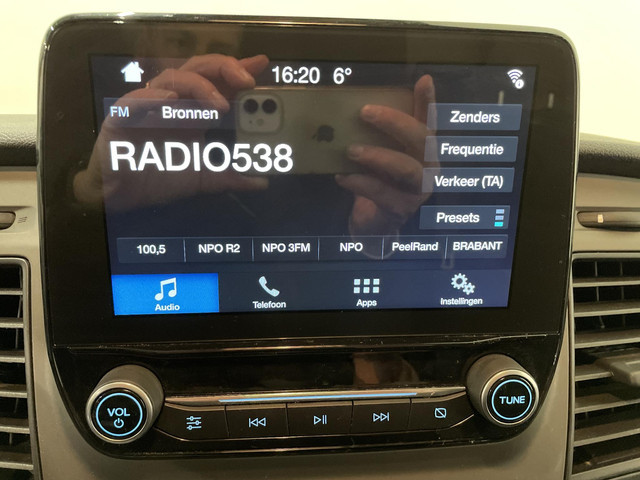 16:20 6°
FM Bronnen
RADIO538
Zenders
Frequentie
Verkeer (TA)
Presets
100,5 NPO R2 NPO 3FM NPO PeelRand BRABANT
Audio Telefoon Apps Instellingen
VOL TUNE